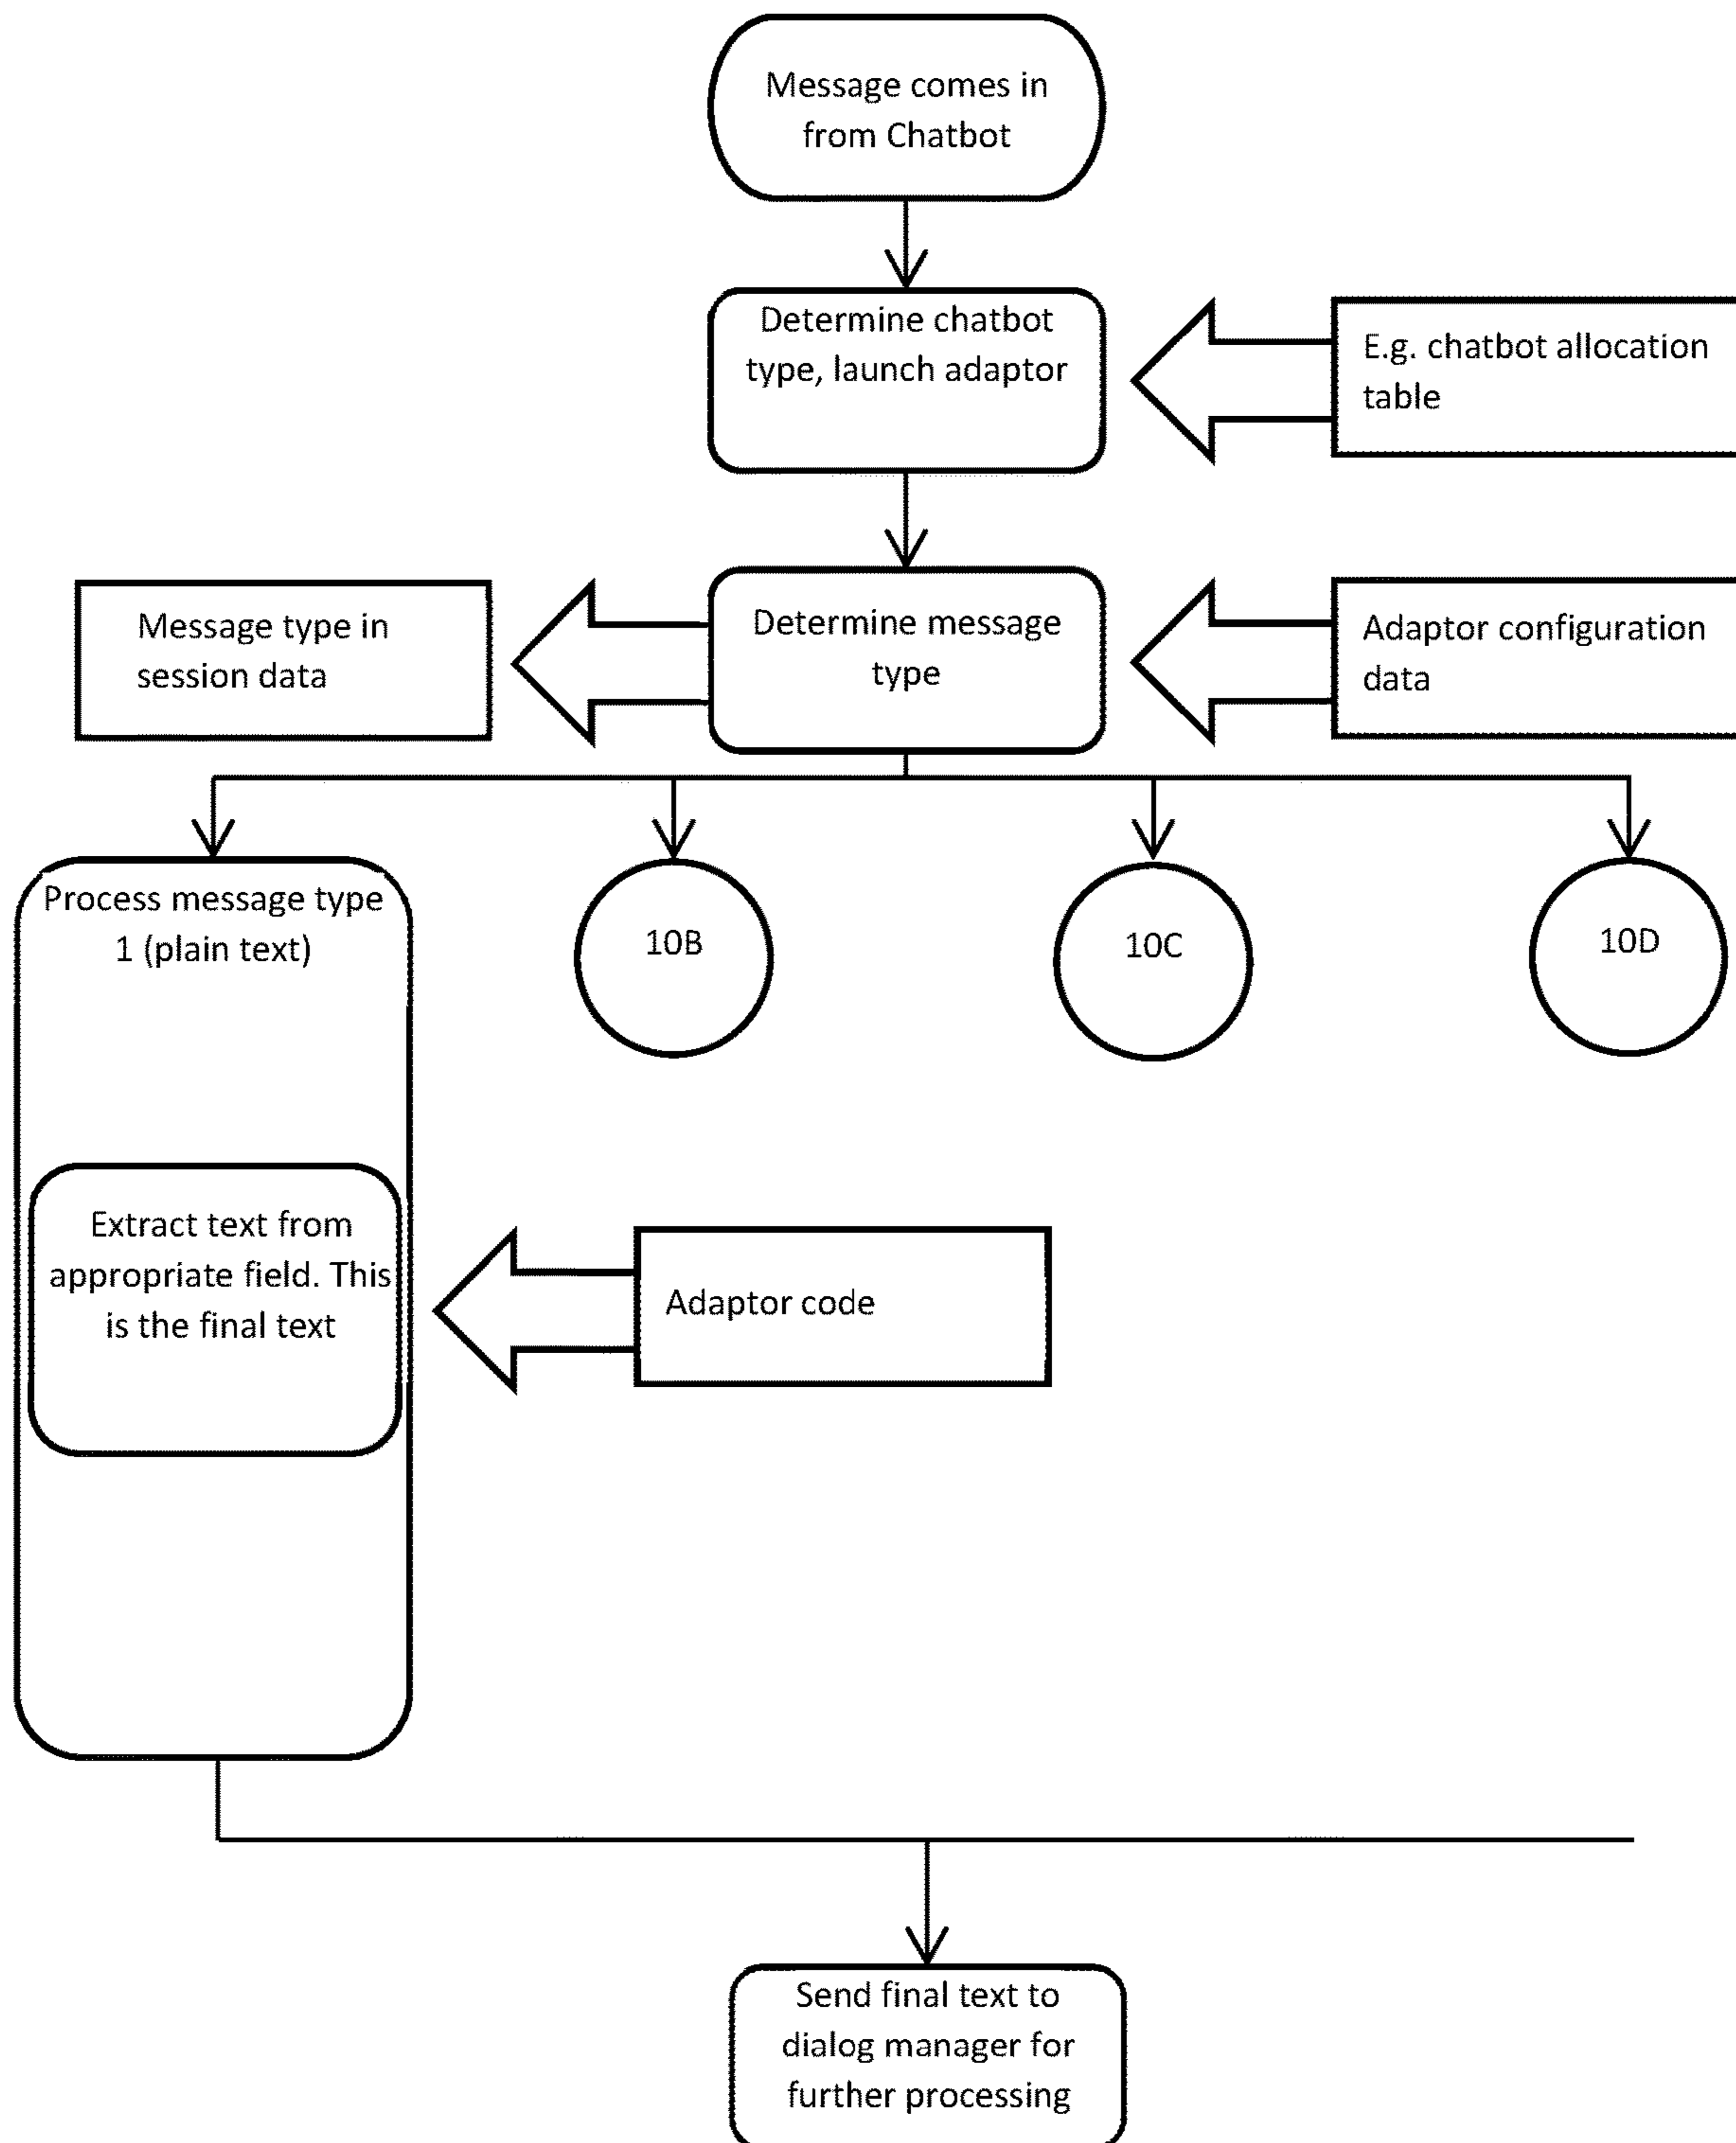 Message comes in
from Chatbot
Determine chatbot
type, launch adaptor
E.g. chatbot allocation
table
Message type in
session data
Determine message
type
Adaptor configuration
data
Process message type
1 (plain text)
10B
10C
10D
Extract text from
appropriate field. This
is the final text
Adaptor code
Send final text to
dialog manager for
further processing